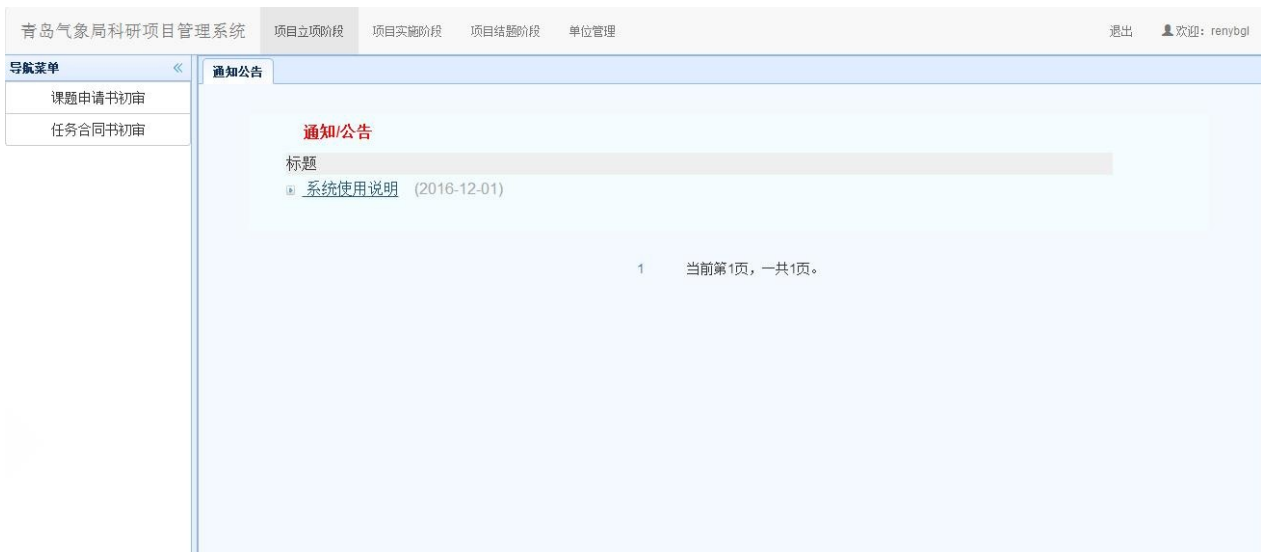 青岛气象局科研项目管理系统 项目立项阶段 项目实施阶段 项目结题阶段 单位管理 退出 欢迎：renybgl
导航菜单 «
通知公告
课题申请书初审
任务合同书初审
通知/公告
标题
系统使用说明 (2016-12-01)
1 当前第1页，一共1页。